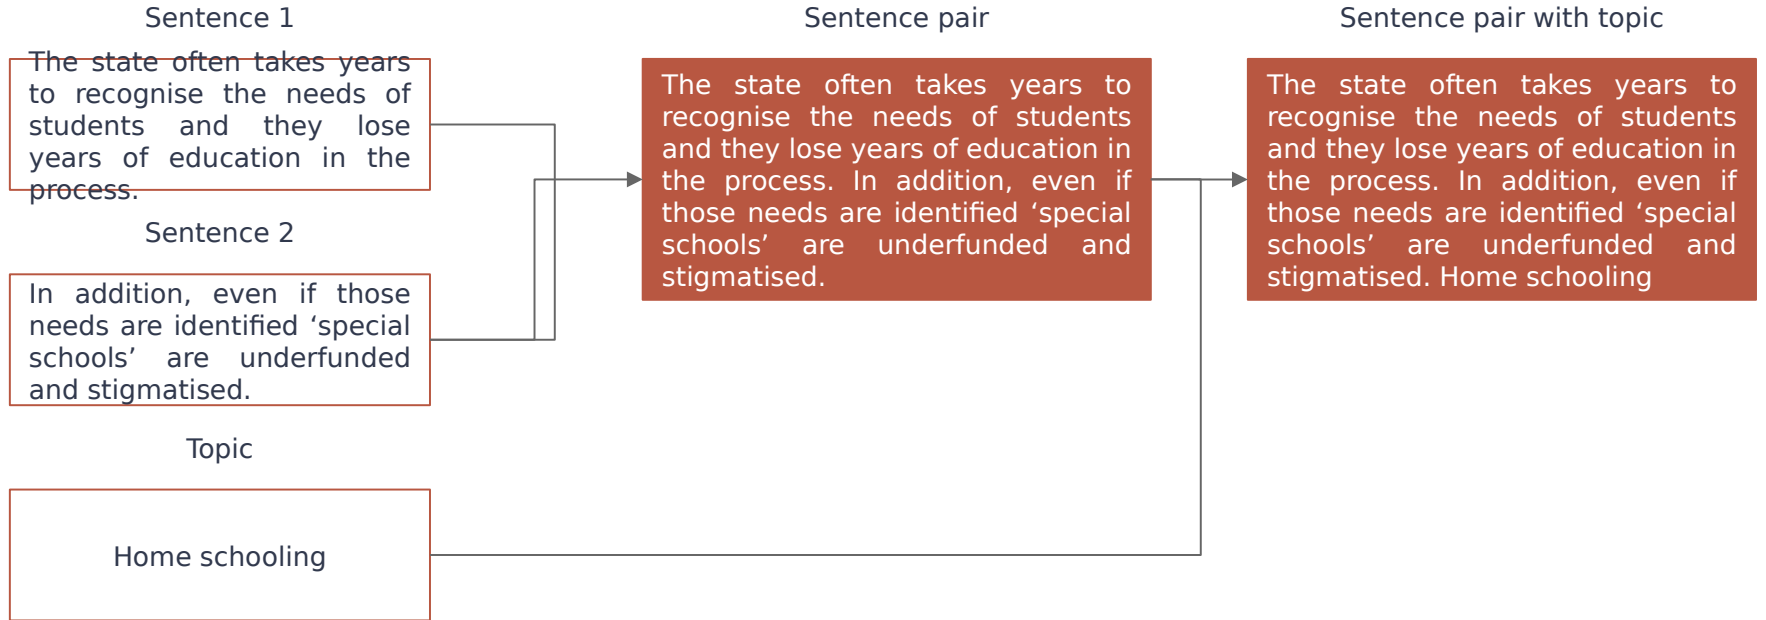 Sentence 1
The state often takes years
to recognise the needs of
students and they lose
years of education in the
process.
Sentence 2
In addition, even if those
needs are identified ‘special
schools’ are underfunded
and stigmatised.
Topic
Home schooling
Sentence pair
The state often takes years to
recognise the needs of students
and they lose years of education in
the process. In addition, even if
those needs are identified ‘special
schools’ are underfunded and
stigmatised.
Sentence pair with topic
The state often takes years to
recognise the needs of students
and they lose years of education in
the process. In addition, even if
those needs are identified ‘special
schools’ are underfunded and
stigmatised. Home schooling